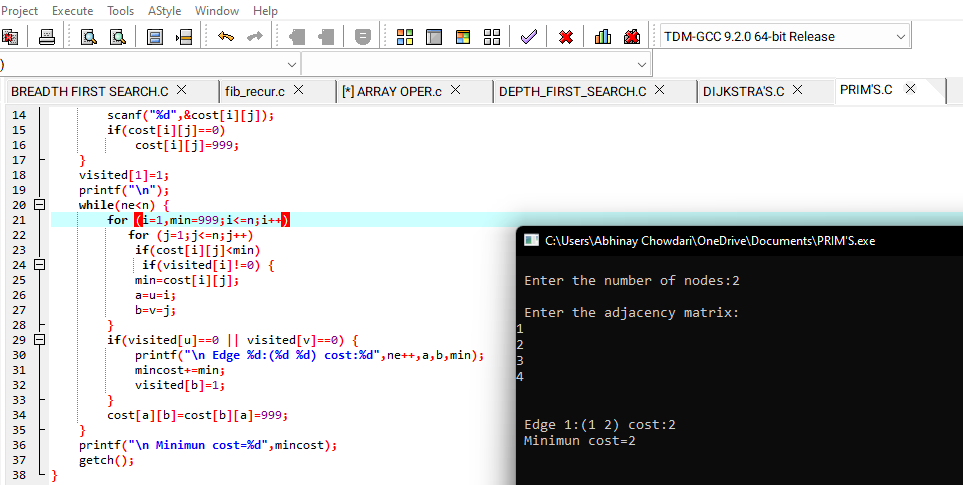 Project Execute Tools AStyle Window Help
TDM-GCC 9.2.0 64-bit Release
)
BREADTH FIRST SEARCH.C fib_recur.c [*] ARRAY OPER.c DEPTH_FIRST_SEARCH.C DIJKSTRA'S.C PRIM'S.C
14 scanf("%d",&cost[i][j]);
15 if(cost[i][j]==0)
16 cost[i][j]=999;
17 }
18 visited[1]=1;
19 printf("\n");
20 while(ne<n) {
21 for (i=1,min=999;i<=n;i++)
22 for (j=1;j<=n;j++)
23 if(cost[i][j]<min)
24 if(visited[i]!=0) {
25 min=cost[i][j];
26 a=u=i;
27 b=v=j;
28 }
29 if(visited[u]==0 || visited[v]==0) {
30 printf("\n Edge %d:(%d %d) cost:%d",ne++,a,b,min);
31 mincost+=min;
32 visited[b]=1;
33 }
34 cost[a][b]=cost[b][a]=999;
35 }
36 printf("\n Minimun cost=%d",mincost);
37 getch();
38 }
C:\Users\Abhinay Chowdari\OneDrive\Documents\PRIM'S.exe
Enter the number of nodes:2
Enter the adjacency matrix:
1
2
3
4
Edge 1:(1 2) cost:2
Minimun cost=2